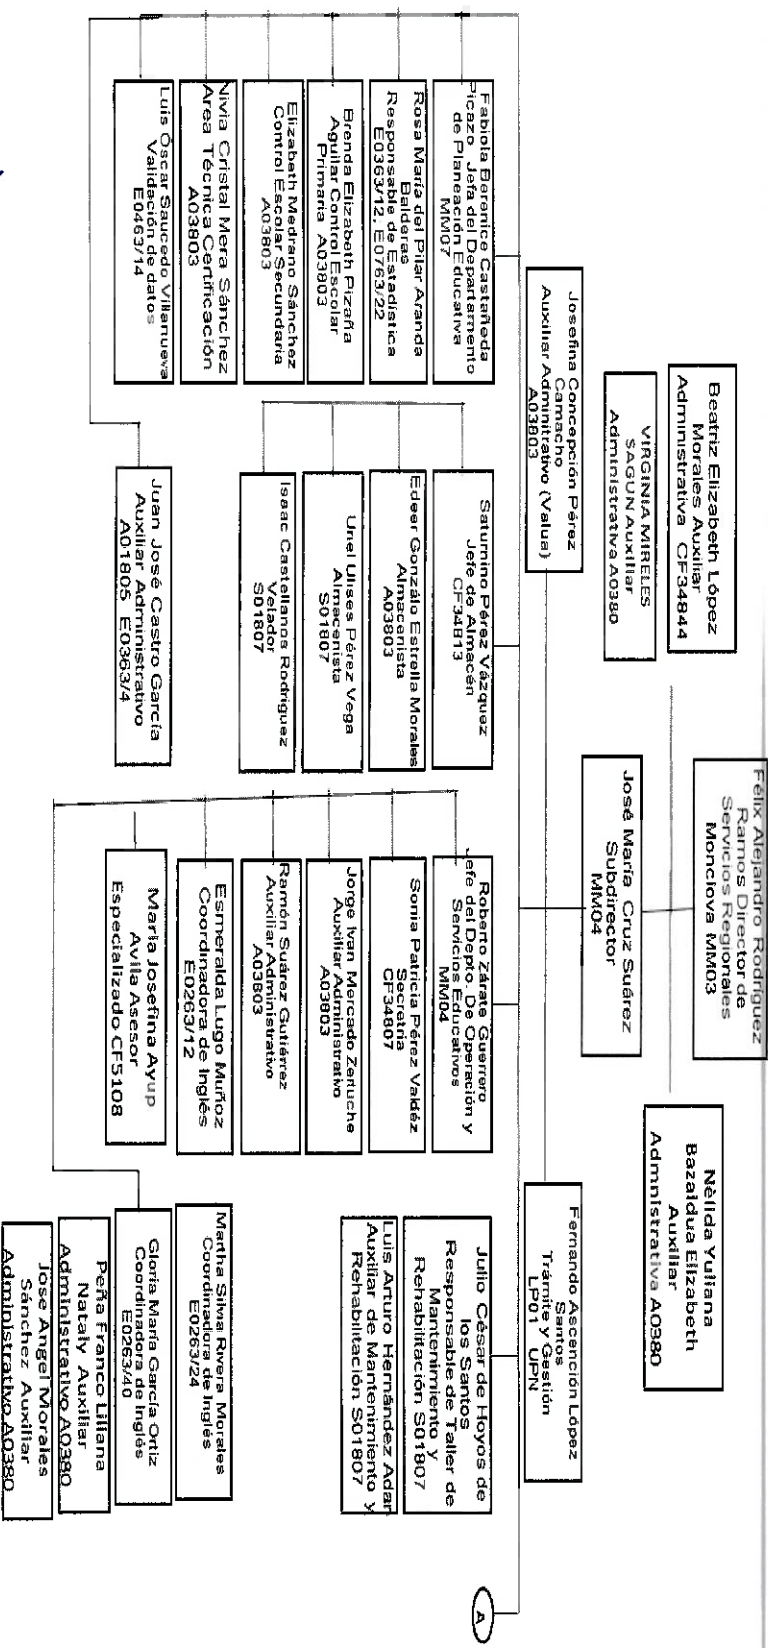 Félix Alejandro Rodríguez
Ramos Director de
Servicios Regionales
Monclova MM03
Beatriz Elizabeth López
Morales Auxiliar
Administrativa CF34844
VIRGINIA MIRELES
SAGUN Auxiliar
Administrativa A0380
Nèlida Yuliana
Bazaldua Elizabeth
Auxiliar
Admnistrativa A0380
José María Cruz Suárez
Subdirector
MM04
Josefina Concepción Pérez
Camacho
Auxiliar Adminitrativo (Valua)
A03803
Fernando Ascención López
Santos
Trámite y Gestión
LP01 UPN
Fabiola Berenice Castañeda
Picazo Jefa del Departamento
de Planeación Educativa
MM07
Rosa María del Pilar Aranda
Balderas
Responsable de Estadística
E0363/12, E0763/22
Brenda Elizabeth Pizaña
Aguilar Control Escolar
Primaria A03803
Elizabeth Medrano Sánchez
Control Escolar Secundaria
A03803
Nivia Cristal Mera Sánchez
Area Técnica Certificación
A03803
Luis Óscar Saucedo Villanueva
Validación de datos
E0463/14
Juan José Castro García
Auxiliar Administrativo
A01805 E0363/4
Saturnino Pérez Vázquez
Jefe de Almacén
CF34813
Edeer Gonzálo Estrella Morales
Almacenista
A03803
Uriel Ulises Pérez Vega
Almacenista
S01807
Isaac Castellanos Rodríguez
Velador
S01807
Roberto Zárate Guerrero
Jefe del Depto. De Operación y
Servicios Educativos
MM04
Sonia Patricia Pérez Valdéz
Secretria
CF34807
Jorge Ivan Mercado Zertuche
Auxiliar Administrativo
A03803
Ramón Suárez Gutiérrez
Auxiliar Administrativo
A03803
Esmeralda Lugo Muñoz
Coordinadora de Inglés
E0263/12
María Josefina Ayup
Avila Asesor
Especializado CF5108
Martha Silvia Rivera Morales
Coordinadora de Inglés
E0263/24
Gloria María García Ortiz
Coordinadora de Inglés
E0263/40
Peña Franco Liliana
Nataly Auxiliar
Administrativo A0380
Jose Angel Morales
Sánchez Auxiliar
Administrativo A0380
Julio César de Hoyos de
los Santos
Responsable de Taller de
Mantenimiento y
Rehabilitación S01807
Luis Arturo Hernández Adan
Auxiliar de Mantenimiento y
Rehabilitación S01807
A